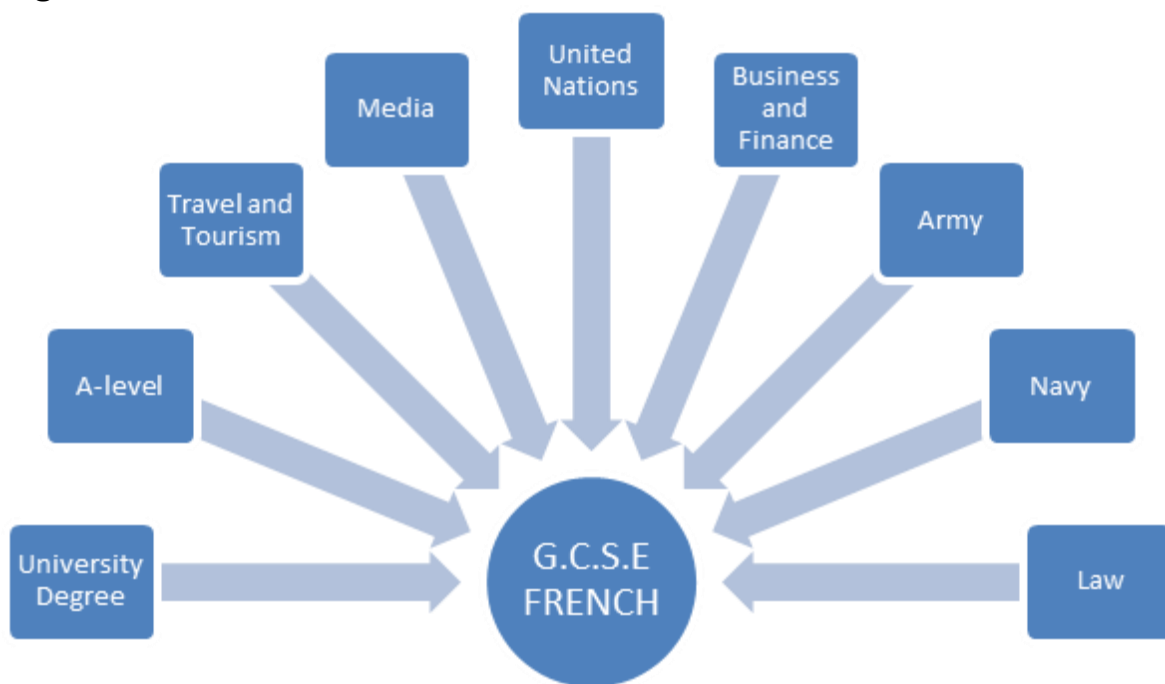 United
Nations
Business
and
Finance
Media
Travel and
Tourism
Army
A-level
Navy
University
Degree
G.C.S.E
FRENCH
Law